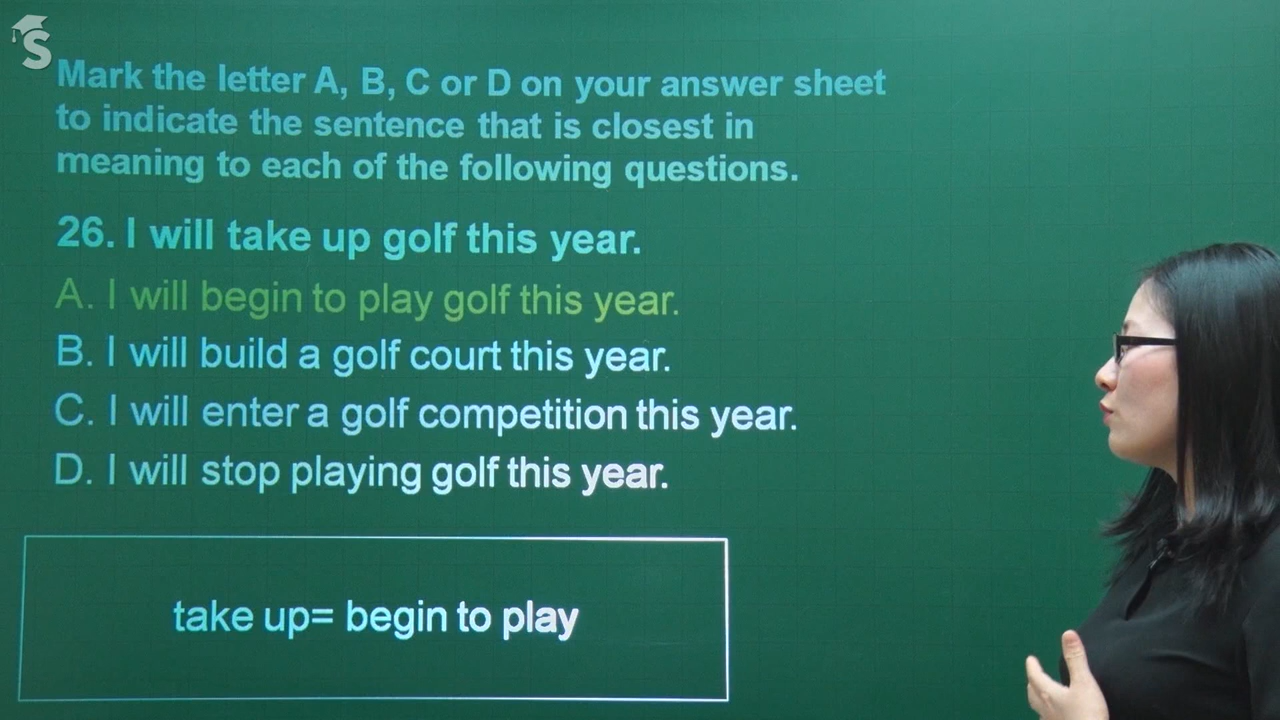 S
Mark the letter A, B, C or D on your answer sheet
to indicate the sentence that is closest in
meaning to each of the following questions.
26. I will take up golf this year.
A. I will begin to play golf this year.
B. I will build a golf court this year.
C. I will enter a golf competition this year.
D. I will stop playing golf this year.
take up= begin to play